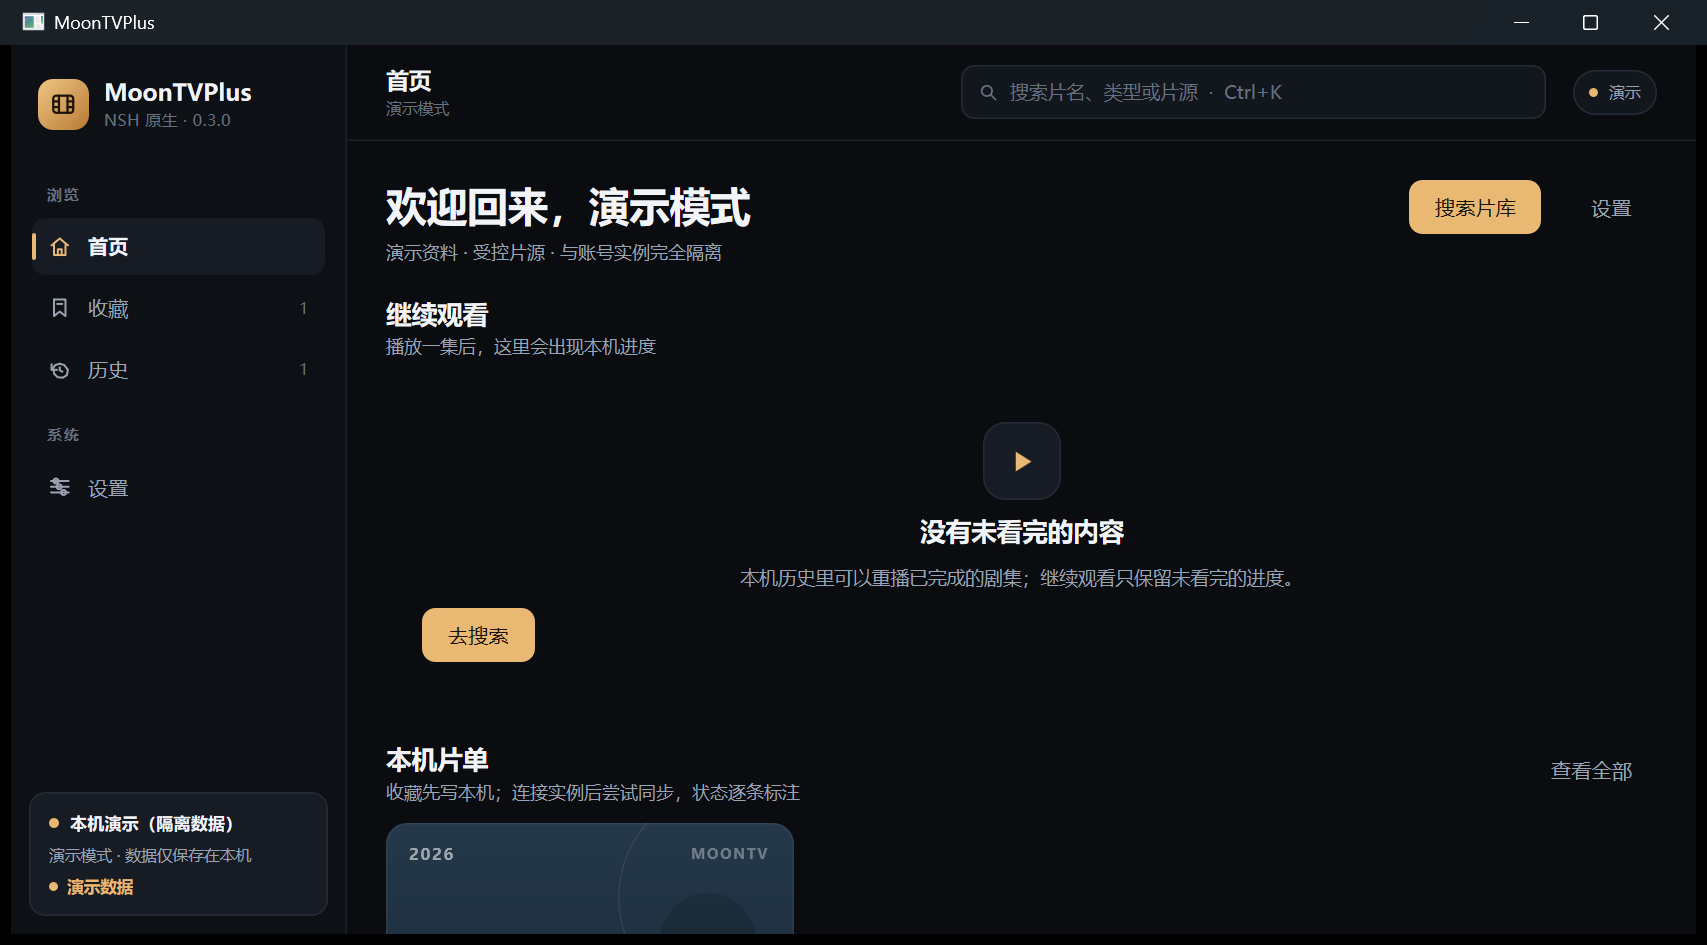 MoonTVPlus
MoonTVPlus
NSH 原生 · 0.3.0
浏览
首页
收藏 1
历史 1
系统
设置
本机演示（隔离数据）
演示模式 · 数据仅保存在本机
演示数据
首页
演示模式
搜索片名、类型或片源 · Ctrl+K
演示
欢迎回来，演示模式
演示资料 · 受控片源 · 与账号实例完全隔离
搜索片库
设置
继续观看
播放一集后，这里会出现本机进度
没有未看完的内容
本机历史里可以重播已完成的剧集；继续观看只保留未看完的进度。
去搜索
本机片单
收藏先写本机；连接实例后尝试同步，状态逐条标注
查看全部
2026 MOONTV